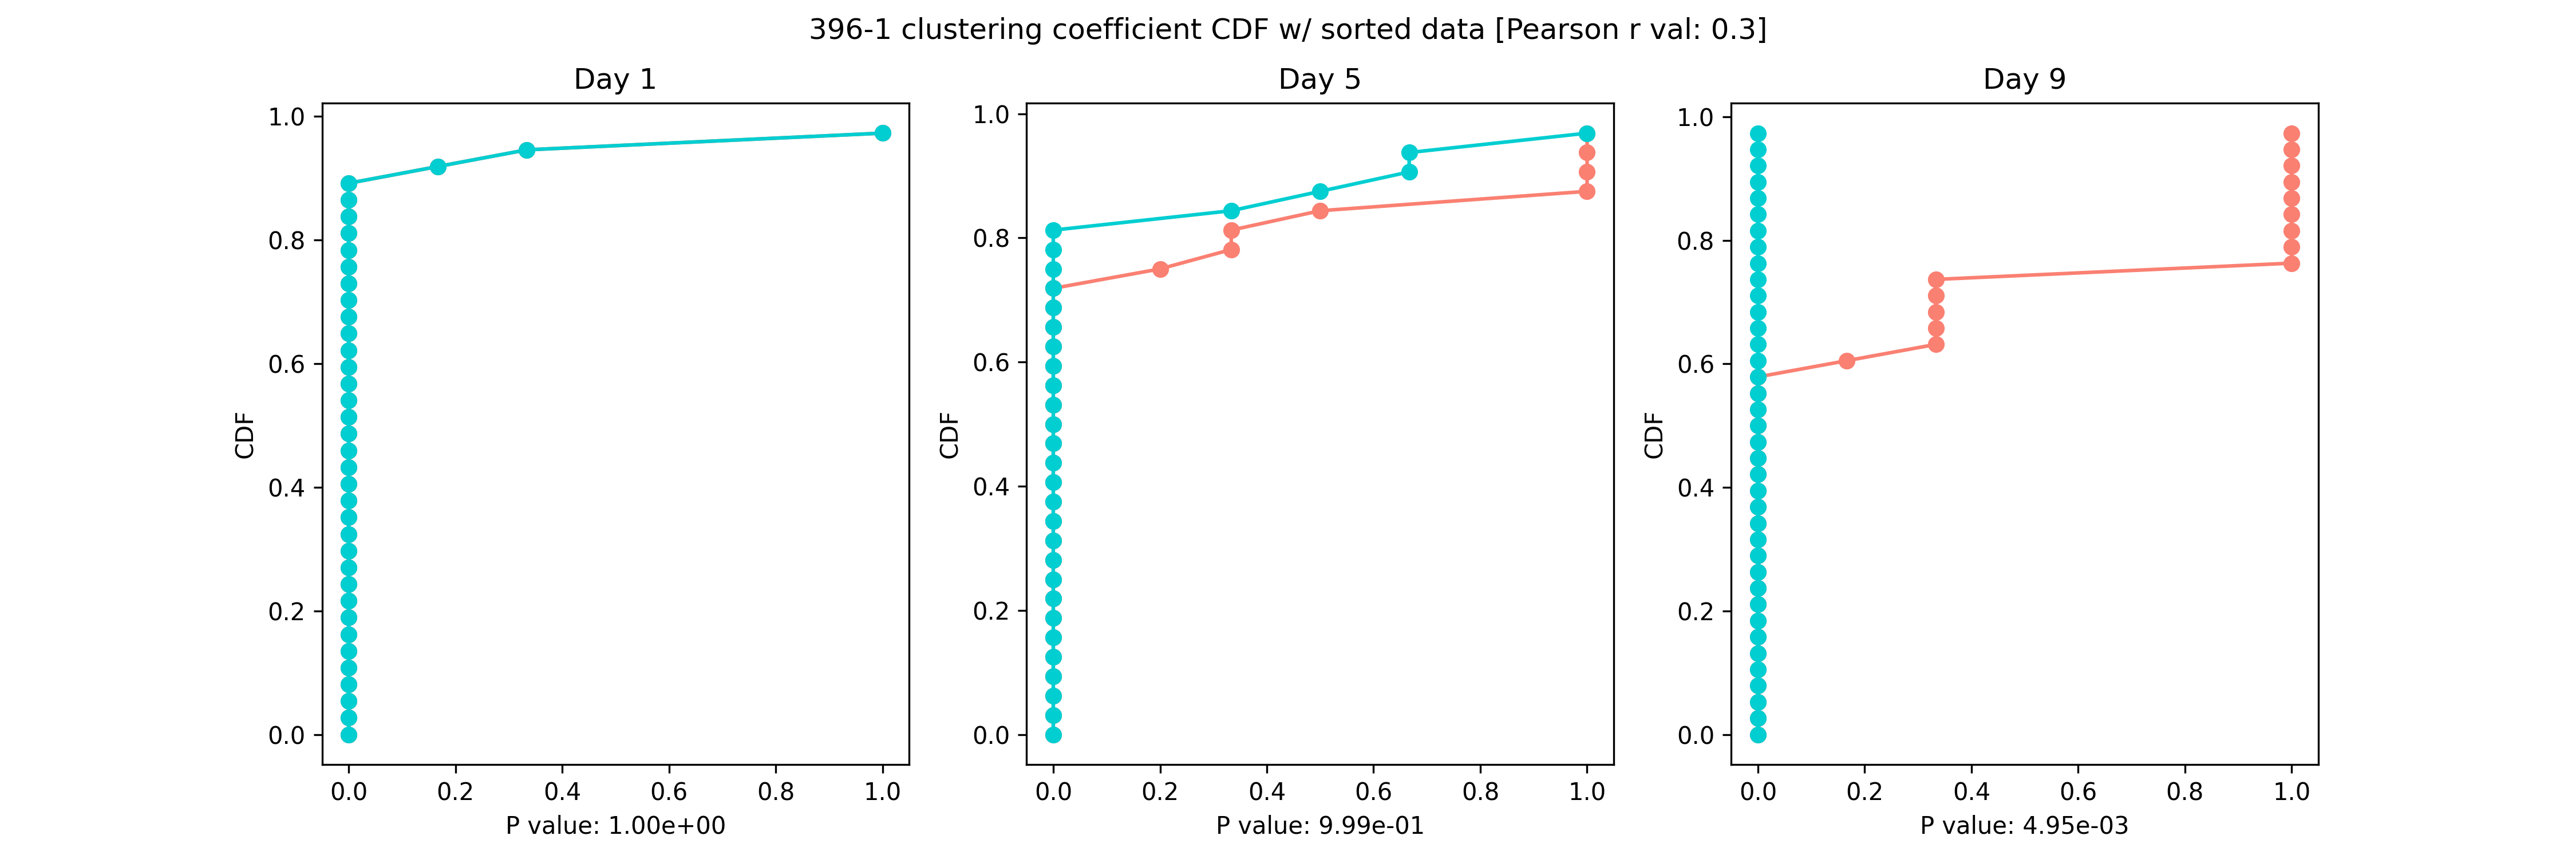 396-1 clustering coefficient CDF w/ sorted data [Pearson r val: 0.3]
Day 1
1.0
0.8
0.6
0.4
0.2
0.0
CDF
0.0 0.2 0.4 0.6 0.8 1.0
P value: 1.00e+00
Day 5
1.0
0.8
0.6
0.4
0.2
0.0
CDF
0.0 0.2 0.4 0.6 0.8 1.0
P value: 9.99e-01
Day 9
1.0
0.8
0.6
0.4
0.2
0.0
CDF
0.0 0.2 0.4 0.6 0.8 1.0
P value: 4.95e-03